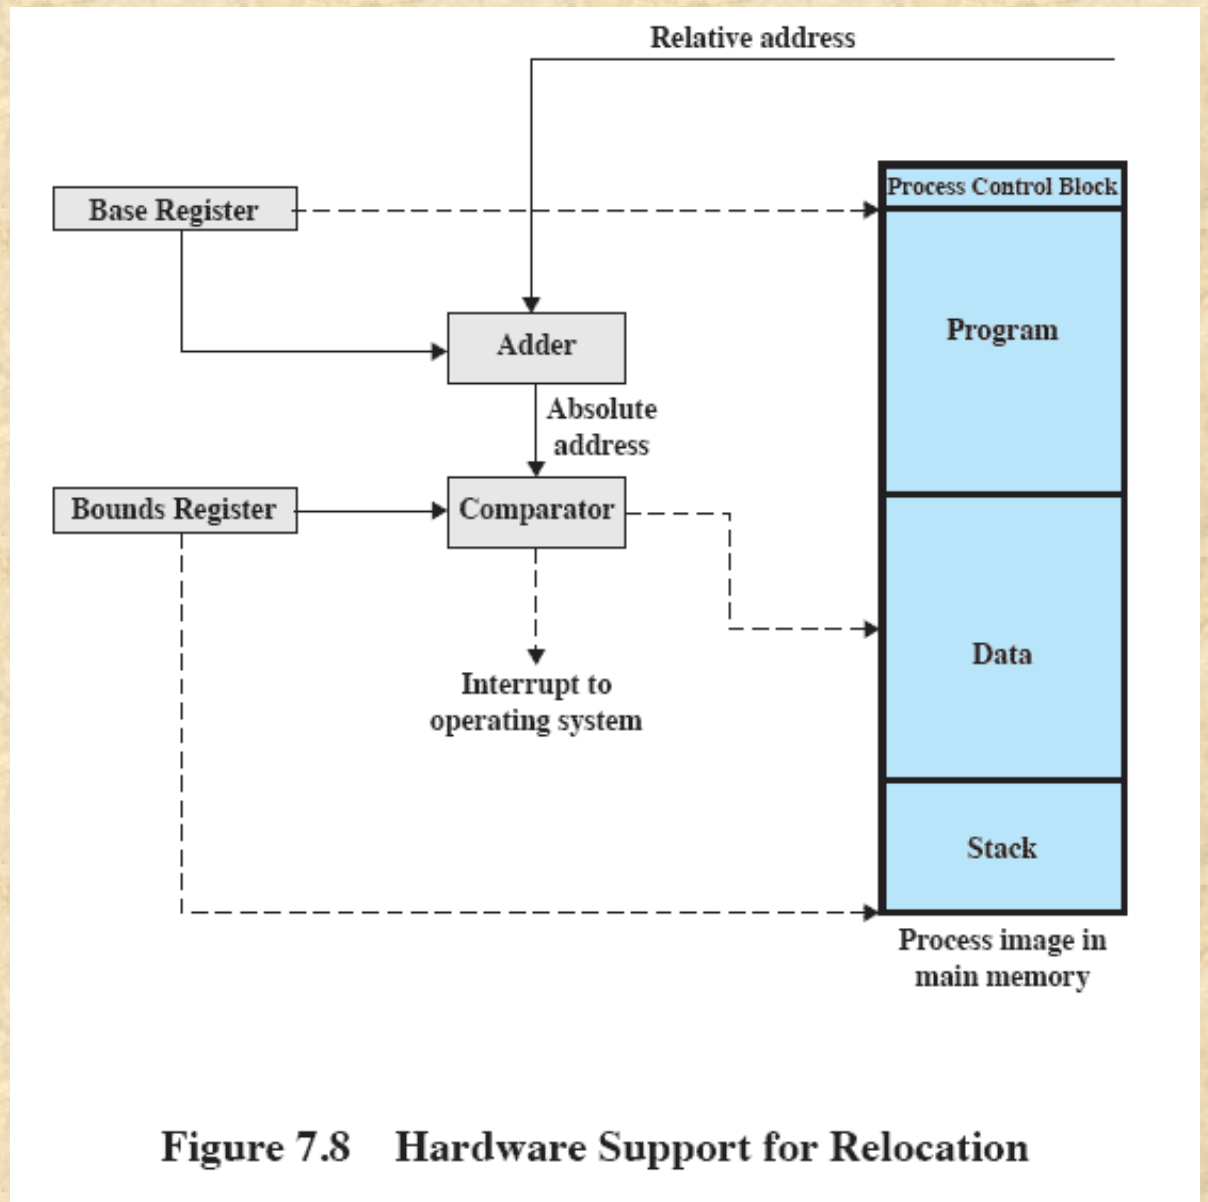 Relative address
Process Control Block
Base Register
Program
Adder
Absolute
address
Bounds Register
Comparator
Data
Interrupt to
operating system
Stack
Process image in
main memory
Figure 7.8 Hardware Support for Relocation